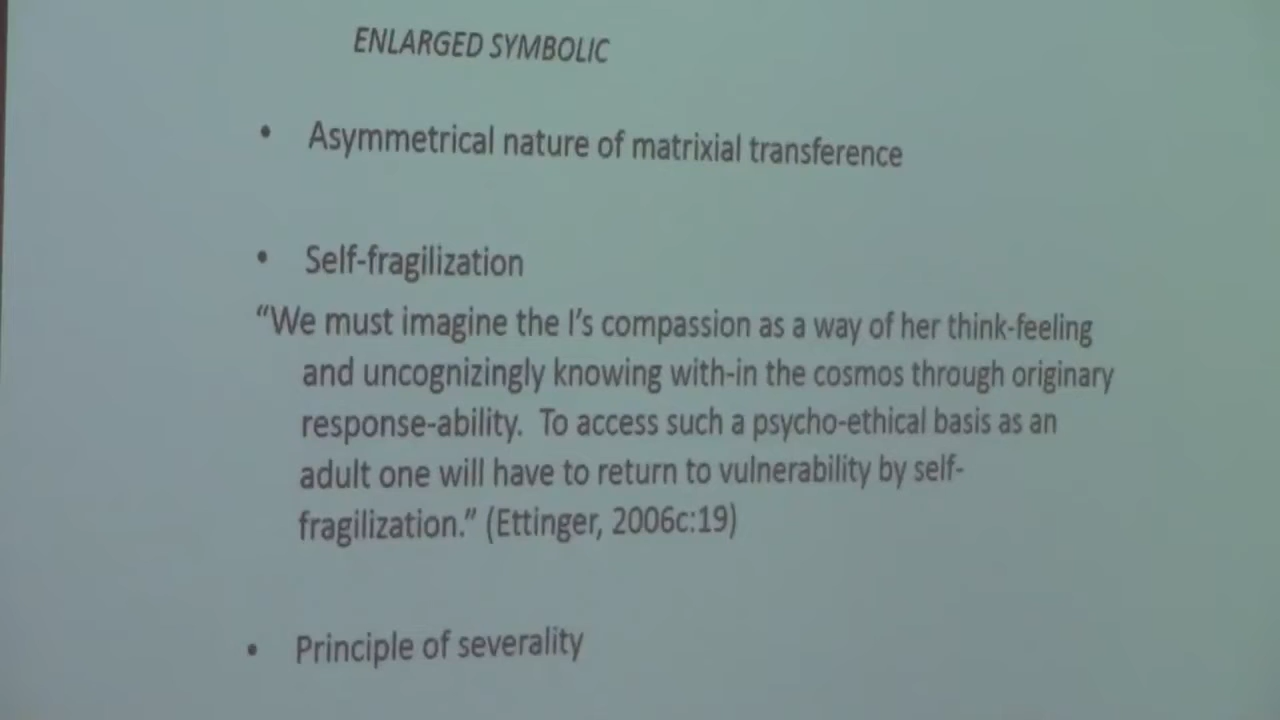 ENLARGED SYMBOLIC
• Asymmetrical nature of matrixial transference
• Self-fragilization
“We must imagine the I’s compassion as a way of her think-feeling
and uncognizingly knowing with-in the cosmos through originary
response-ability. To access such a psycho-ethical basis as an
adult one will have to return to vulnerability by self-
fragilization.” (Ettinger, 2006c:19)
• Principle of severality